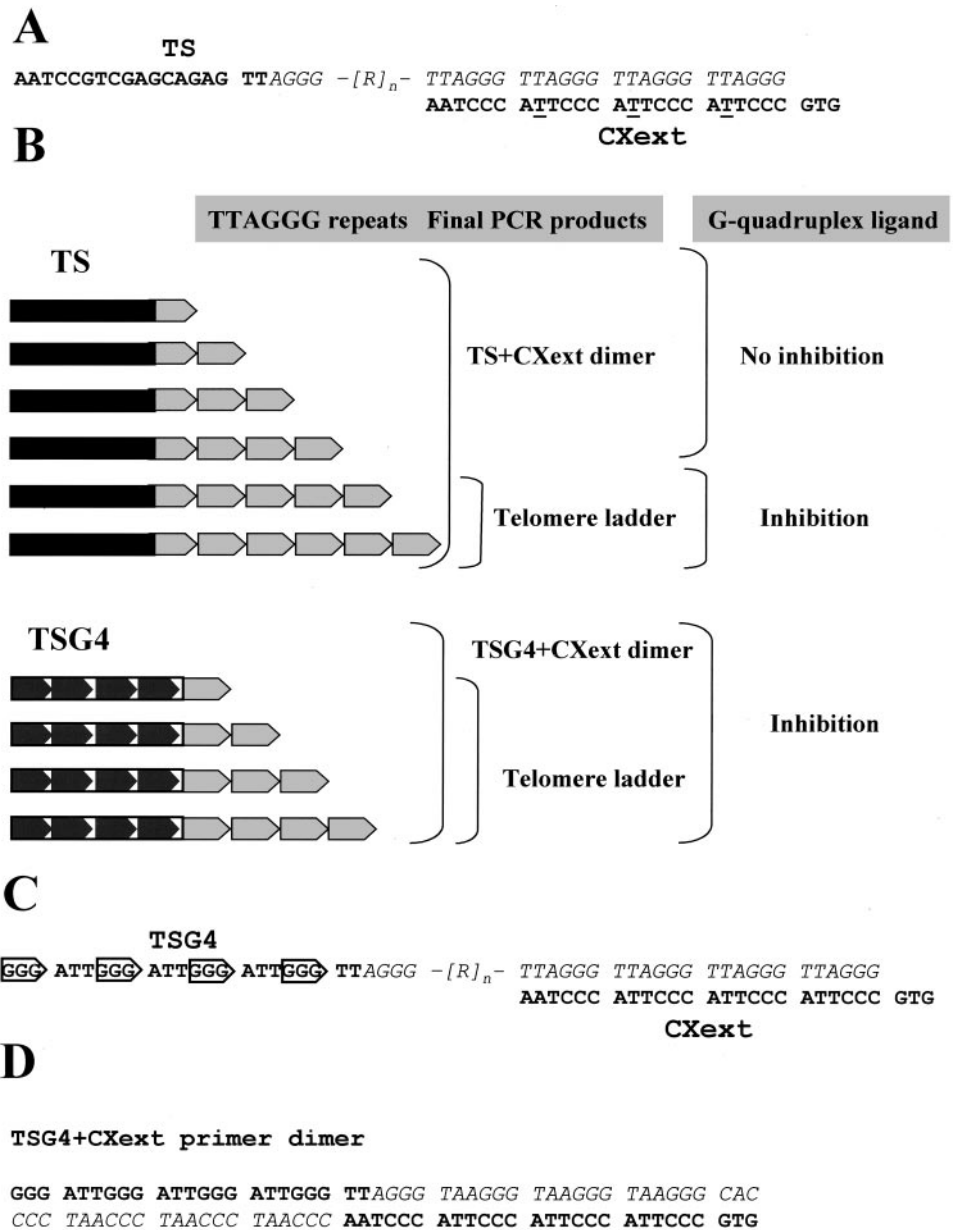 A
TS
AATCCGTCGAGCAGAG TTAGGG –[R]n– TTAGGG TTAGGG TTAGGG TTAGGG
AATCCC ATTCCC ATTCCC ATTCCC GTG
CXext
B
TTAGGG repeats Final PCR products G-quadruplex ligand
TS
TS+CXext dimer No inhibition
Telomere ladder Inhibition
TSG4
TSG4+CXext dimer
Inhibition
Telomere ladder
C
TSG4
GGG ATTGGG ATTGGG ATTGGG TTAGGG –[R]n– TTAGGG TTAGGG TTAGGG TTAGGG
AATCCC ATTCCC ATTCCC ATTCCC GTG
CXext
D
TSG4+CXext primer dimer
GGG ATTGGG ATTGGG ATTGGG TTAGGG TAAGGG TAAGGG TAAGGG CAC
CCC TAACCC TAACCC TAACCC AATCCC ATTCCC ATTCCC ATTCCC GTG